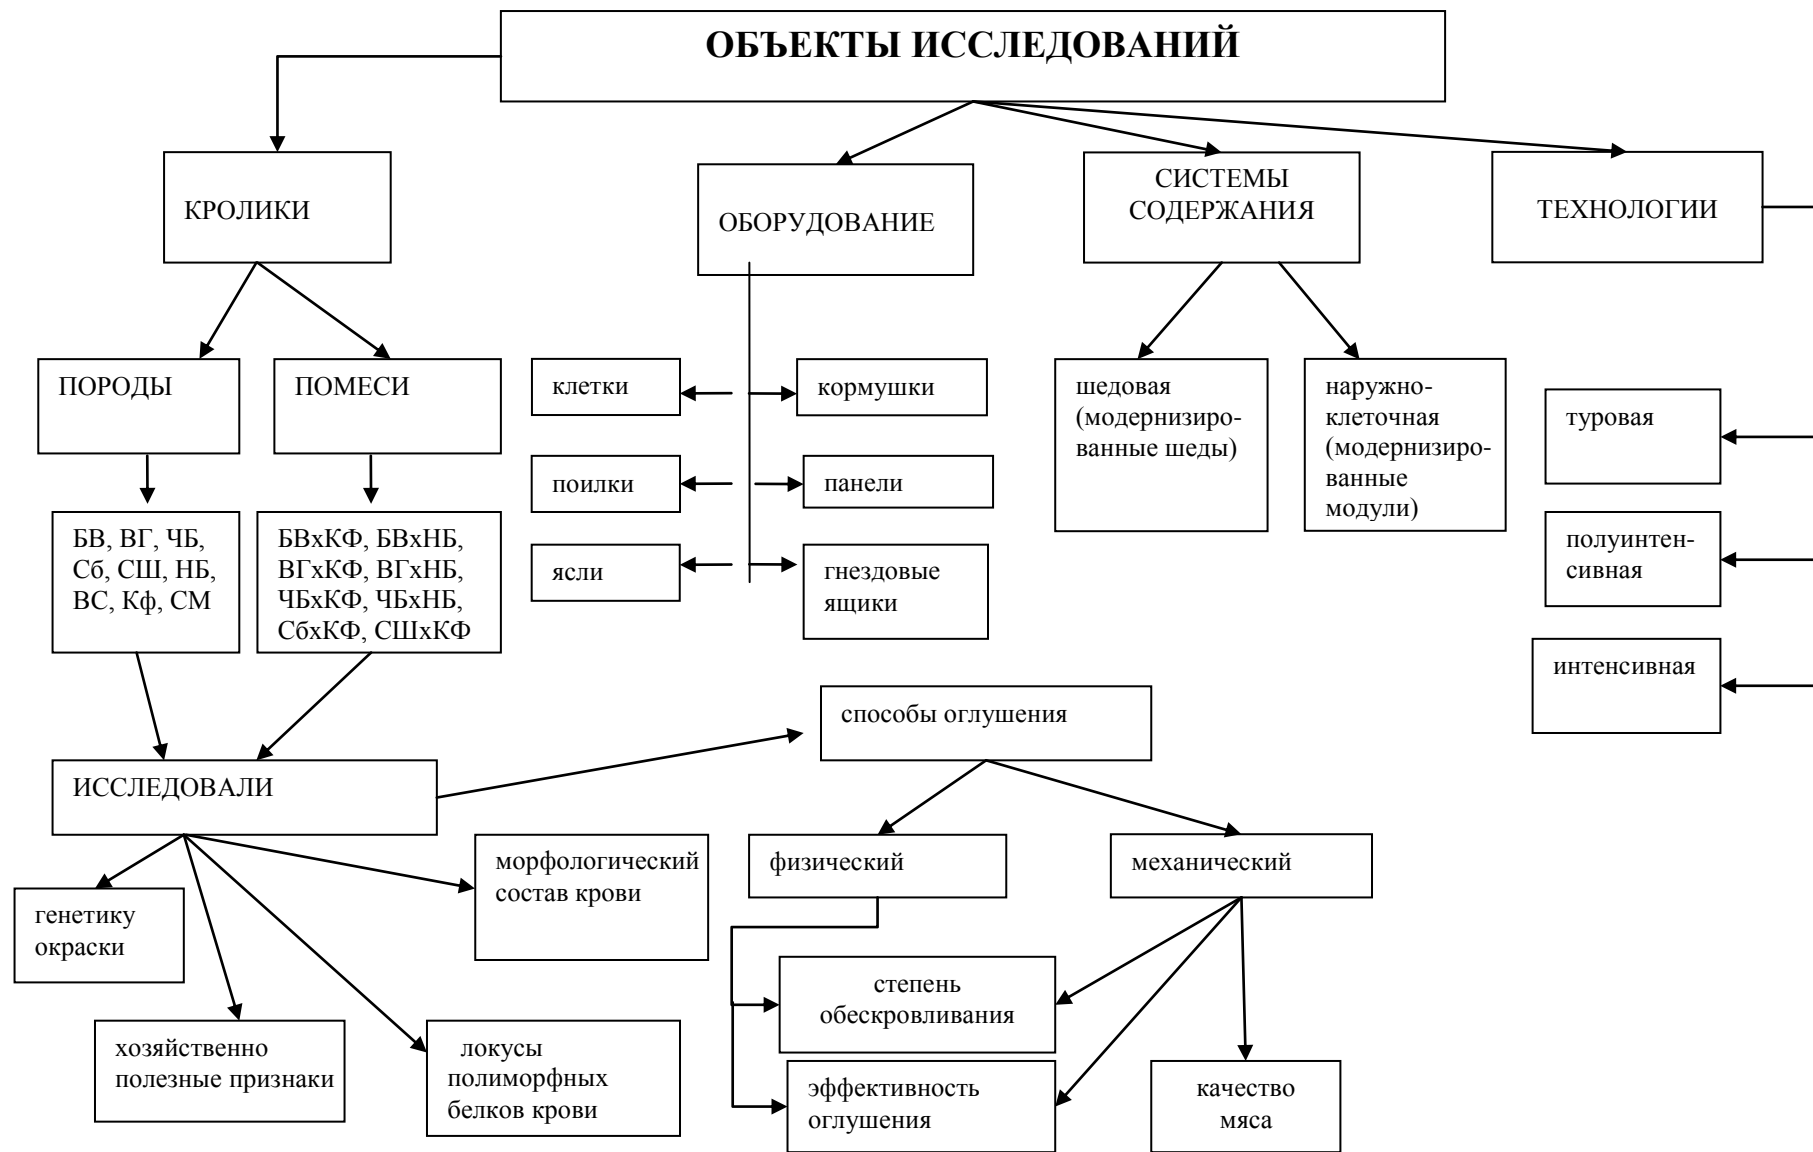 ОБЪЕКТЫ ИССЛЕДОВАНИЙ
КРОЛИКИ
ОБОРУДОВАНИЕ
СИСТЕМЫ
СОДЕРЖАНИЯ
ТЕХНОЛОГИИ
ПОРОДЫ
ПОМЕСИ
клетки
кормушки
поилки
панели
ясли
гнездовые
ящики
шедовая
(модернизиро-
ванные шеды)
наружно-
клеточная
(модернизиро-
ванные
модули)
туровая
полуинтен-
сивная
интенсивная
БВ, ВГ, ЧБ,
Сб, СШ, НБ,
ВС, Кф, СМ
БВхКФ, БВхНБ,
ВГхКФ, ВГхНБ,
ЧБхКФ, ЧБхНБ,
СбхКФ, СШхКФ
ИССЛЕДОВАЛИ
способы оглушения
физический
механический
морфологический
состав крови
генетику
окраски
хозяйственно
полезные признаки
локусы
полиморфных
белков крови
степень
обескровливания
эффективность
оглушения
качество
мяса